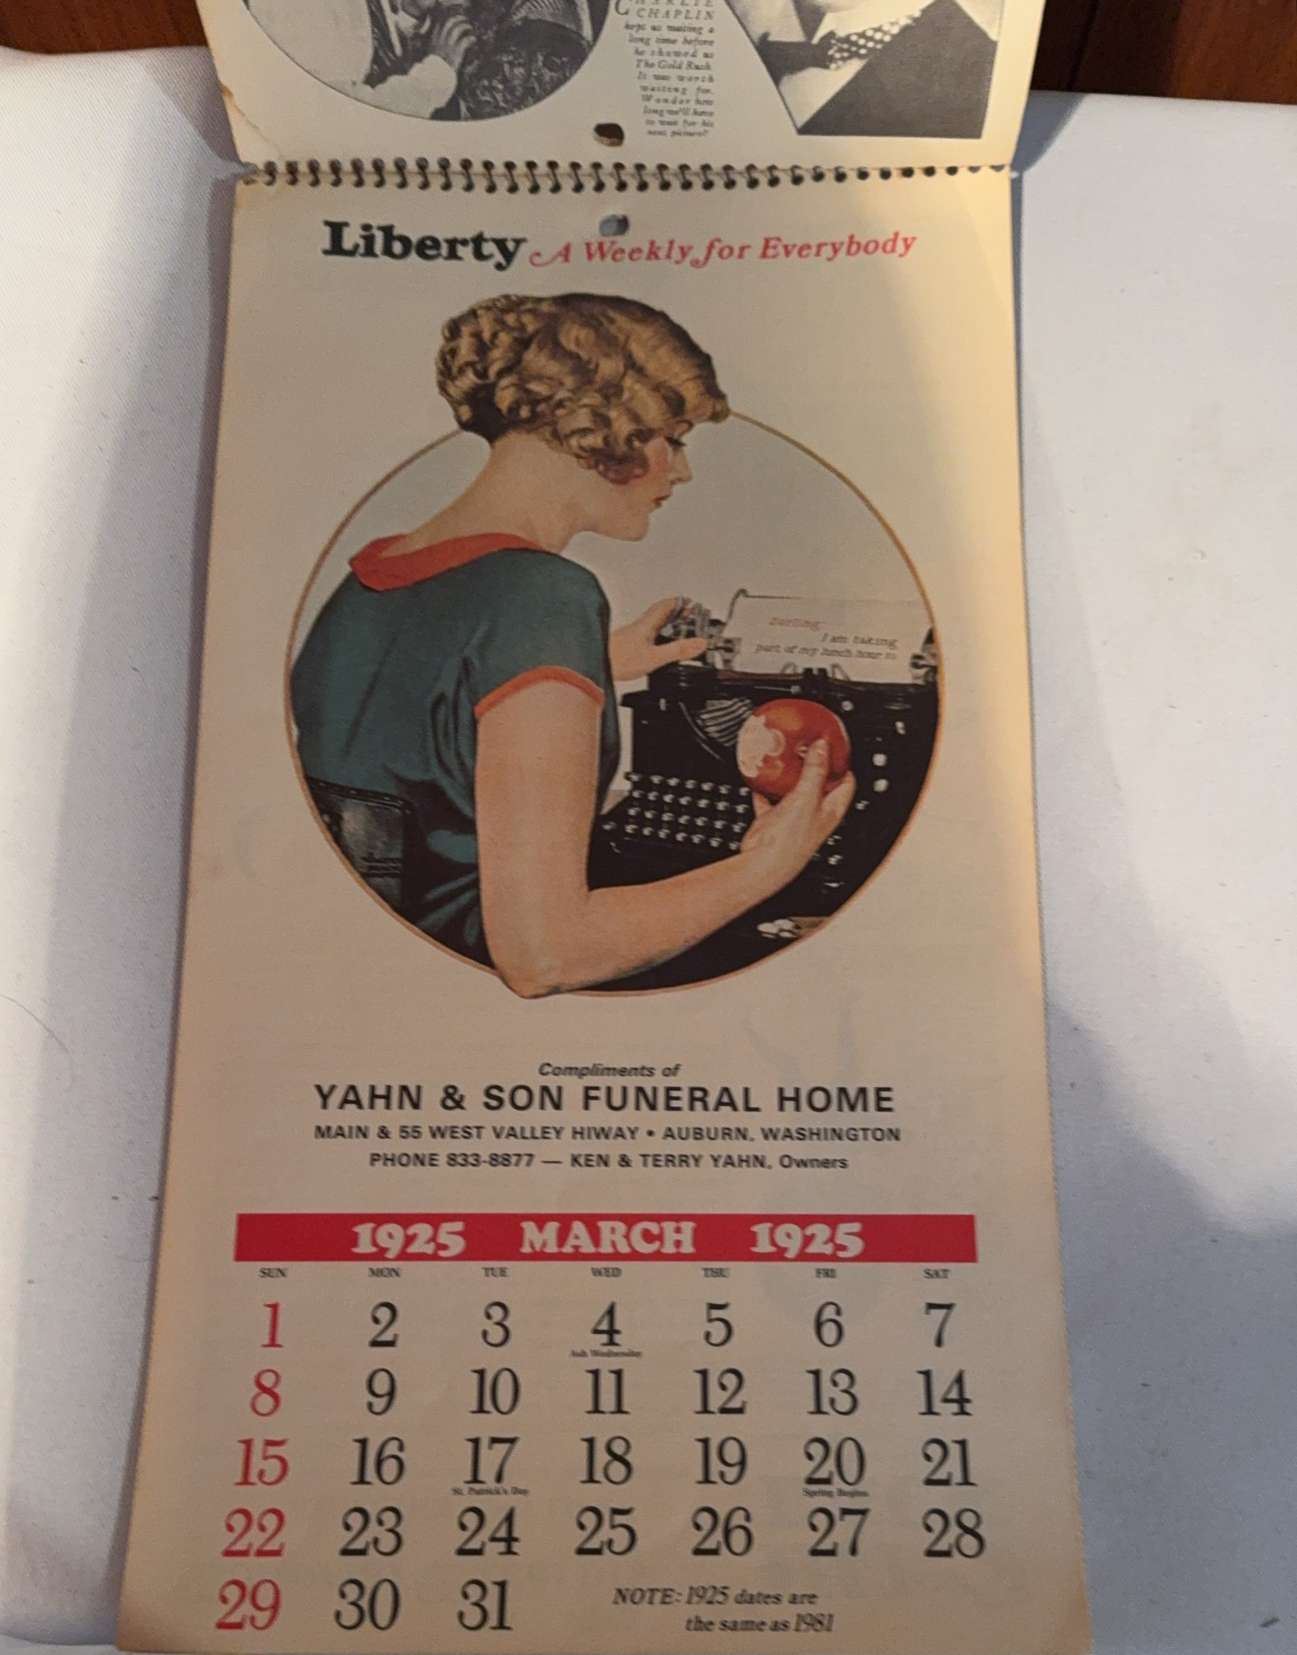 CHARLIE
CHAPLIN
kept us waiting a
long time before
he showed us
The Gold Rush.
It was worth
waiting for.
Wonder how
long we'll have
to wait for his
next picture?
Liberty A Weekly for Everybody
Darling:
I am taking
part of my lunch hour to
Compliments of
YAHN & SON FUNERAL HOME
MAIN & 55 WEST VALLEY HIWAY • AUBURN, WASHINGTON
PHONE 833-8877 — KEN & TERRY YAHN, Owners
1925 MARCH 1925
SUN MON TUE WED THU FRI SAT
1 2 3 4 5 6 7
Ash Wednesday
8 9 10 11 12 13 14
15 16 17 18 19 20 21
St. Patrick's Day Spring Begins
22 23 24 25 26 27 28
29 30 31
NOTE: 1925 dates are
the same as 1981